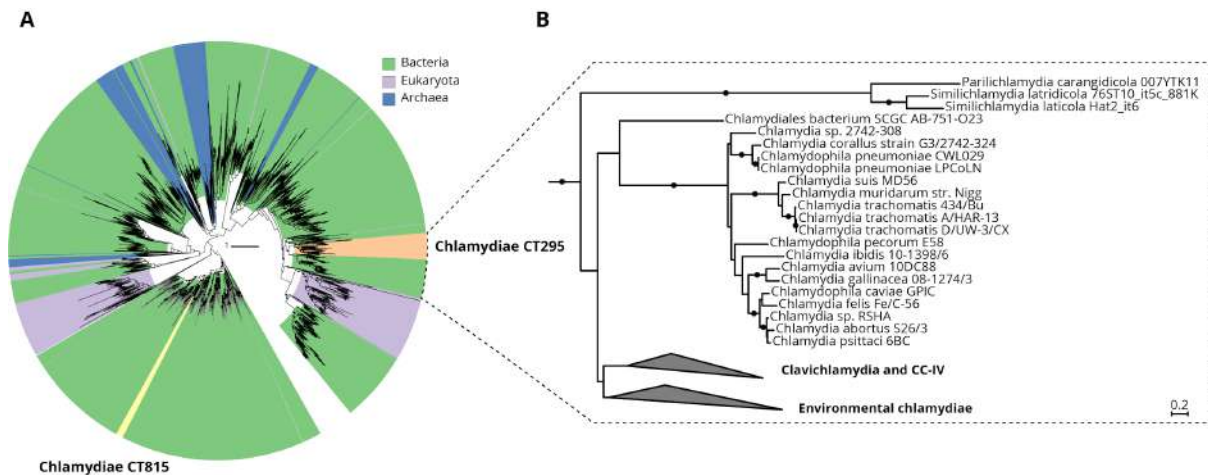 A
Bacteria
Eukaryota
Archaea
Chlamydiae CT295
Chlamydiae CT815
B
Parilichlamydia carangidicola 007YTK11
Similichlamydia latridicola 76ST10_it5c_881K
Similichlamydia laticola Hat2_it6
Chlamydiales bacterium SCGC AB-751-O23
Chlamydia sp. 2742-308
Chlamydia corallus strain G3/2742-324
Chlamydophila pneumoniae CWL029
Chlamydophila pneumoniae LPCoLN
Chlamydia suis MD56
Chlamydia muridarum str. Nigg
Chlamydia trachomatis 434/Bu
Chlamydia trachomatis A/HAR-13
Chlamydia trachomatis D/UW-3/CX
Chlamydophila pecorum E58
Chlamydia ibidis 10-1398/6
Chlamydia avium 10DC88
Chlamydia gallinacea 08-1274/3
Chlamydophila caviae GPIC
Chlamydia felis Fe/C-56
Chlamydia sp. RSHA
Chlamydia abortus S26/3
Chlamydia psittaci 6BC
Clavichlamydia and CC-IV
Environmental chlamydiae
0.2